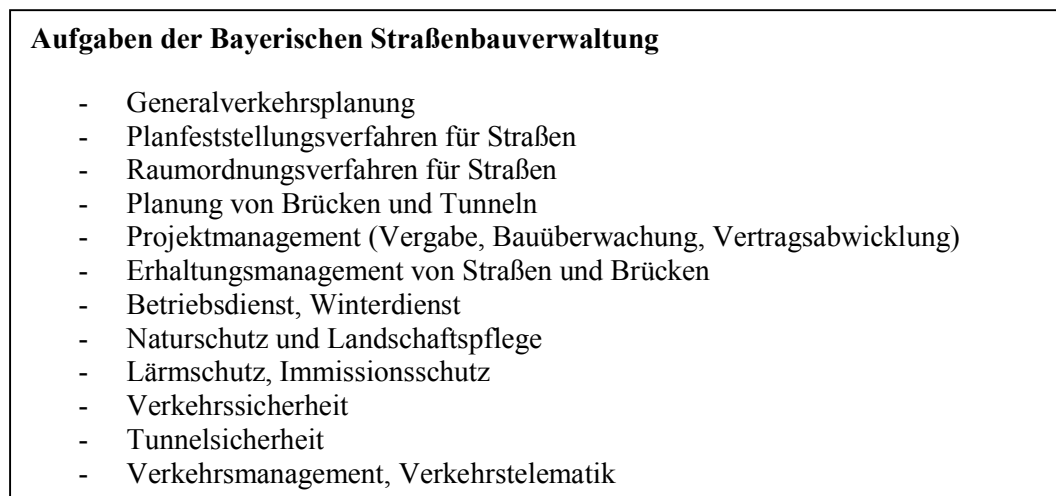 Aufgaben der Bayerischen Straßenbauverwaltung
- Generalverkehrsplanung
- Planfeststellungsverfahren für Straßen
- Raumordnungsverfahren für Straßen
- Planung von Brücken und Tunneln
- Projektmanagement (Vergabe, Bauüberwachung, Vertragsabwicklung)
- Erhaltungsmanagement von Straßen und Brücken
- Betriebsdienst, Winterdienst
- Naturschutz und Landschaftspflege
- Lärmschutz, Immissionsschutz
- Verkehrssicherheit
- Tunnelsicherheit
- Verkehrsmanagement, Verkehrstelematik